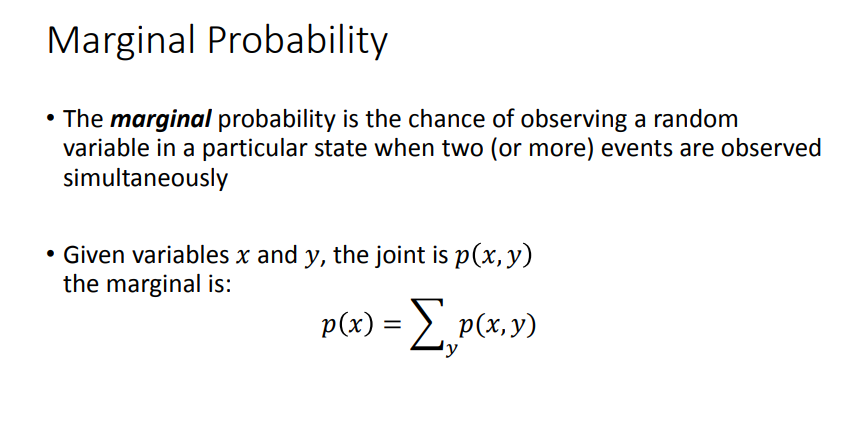 Marginal Probability
• The marginal probability is the chance of observing a random
variable in a particular state when two (or more) events are observed
simultaneously
• Given variables x and y, the joint is p(x, y)
the marginal is:
p(x) = ∑_y p(x, y)